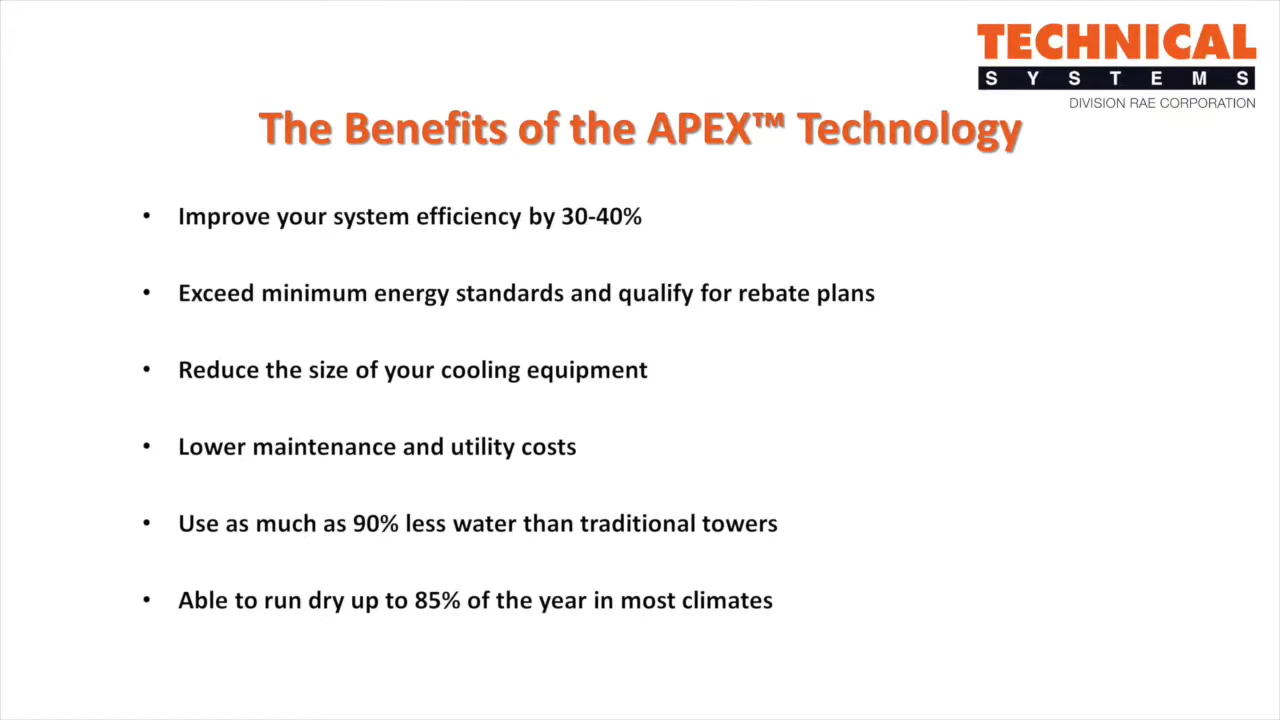 TECHNICAL
SYSTEMS
DIVISION RAE CORPORATION
The Benefits of the APEX™ Technology
• Improve your system efficiency by 30-40%
• Exceed minimum energy standards and qualify for rebate plans
• Reduce the size of your cooling equipment
• Lower maintenance and utility costs
• Use as much as 90% less water than traditional towers
• Able to run dry up to 85% of the year in most climates